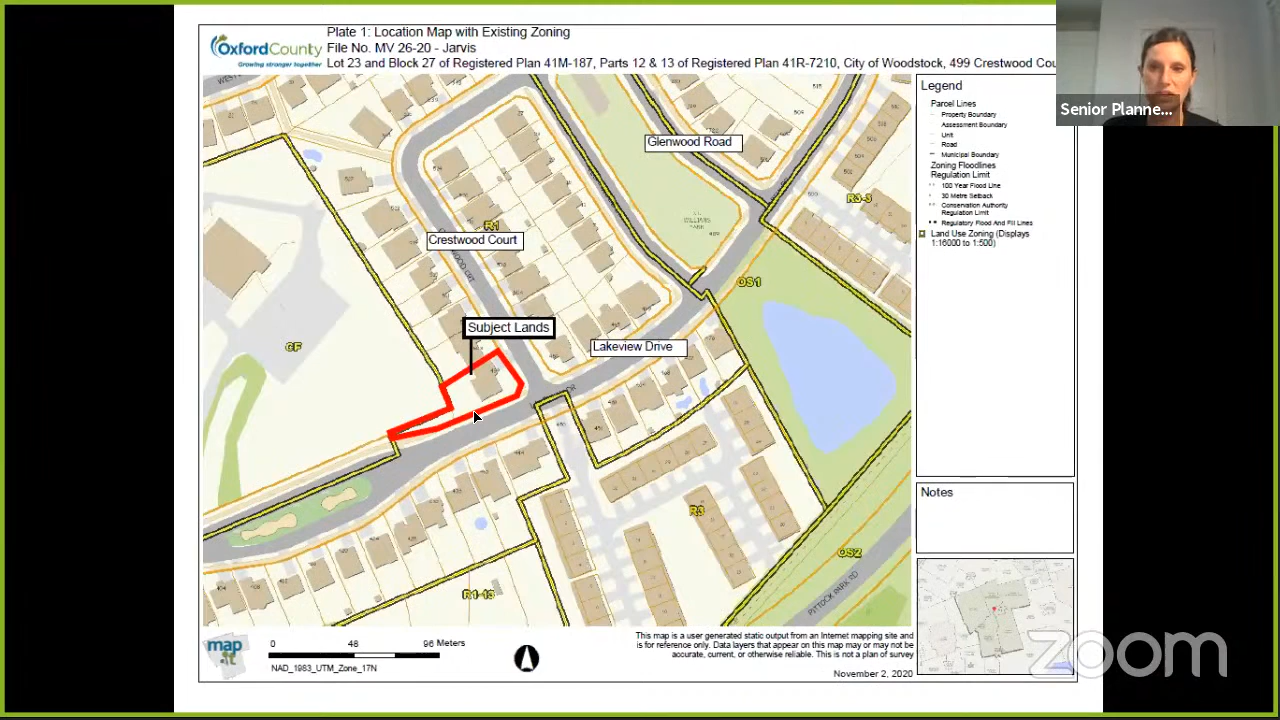 OxfordCounty
Growing stronger together
Plate 1: Location Map with Existing Zoning
File No. MV 26-20 - Jarvis
Lot 23 and Block 27 of Registered Plan 41M-187, Parts 12 & 13 of Registered Plan 41R-7210, City of Woodstock, 499 Crestwood Cou
Senior Planne...
Glenwood Road
R3-3
R1
Crestwood Court
OS1
Subject Lands
CF
Lakeview Drive
R3
OS2
PITTOCK PARK RD
R1-13
Legend
Parcel Lines
Property Boundary
Assessment Boundary
Unit
Road
Municipal Boundary
Zoning Floodlines
Regulation Limit
100 Year Flood Line
30 Metre Setback
Conservation Authority
Regulation Limit
Regulatory Flood And Fill Lines
Land Use Zoning (Displays
1:16000 to 1:500)
Notes
map
0 48 96 Meters
NAD_1983_UTM_Zone_17N
This map is a user generated static output from an Internet mapping site and
is for reference only. Data layers that appear on this map may or may not be
accurate, current, or otherwise reliable. This is not a plan of survey
November 2, 2020
zoom